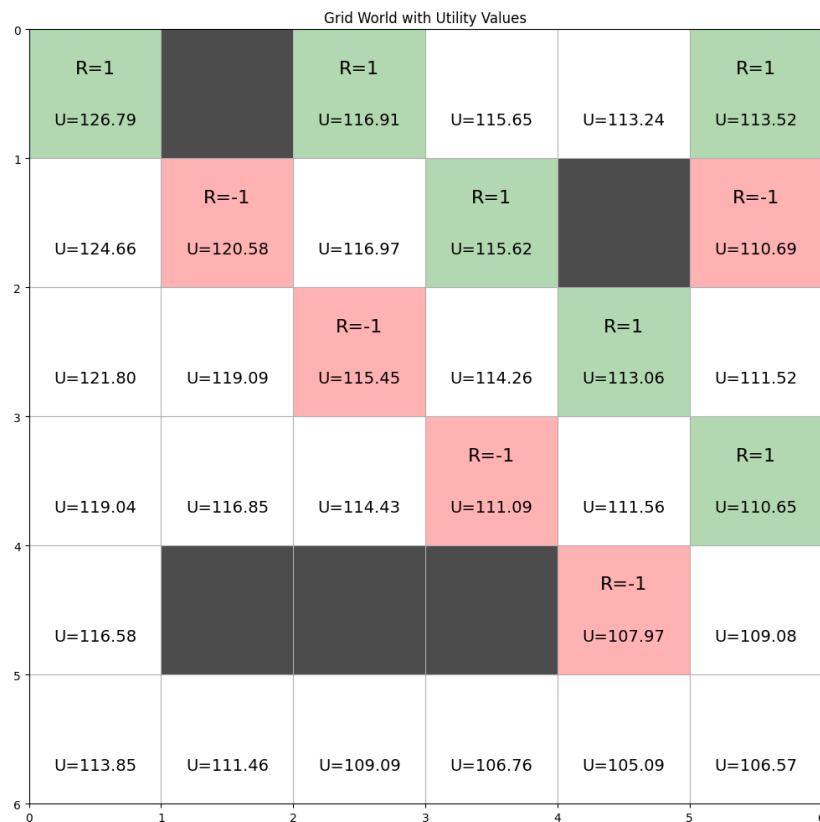 Grid World with Utility Values
0
R=1
R=1
R=1
U=126.79
U=116.91
U=115.65
U=113.24
U=113.52
1
R=-1
R=1
R=-1
U=124.66
U=120.58
U=116.97
U=115.62
U=110.69
2
R=-1
R=1
U=121.80
U=119.09
U=115.45
U=114.26
U=113.06
U=111.52
3
R=-1
R=1
U=119.04
U=116.85
U=114.43
U=111.09
U=111.56
U=110.65
4
R=-1
U=116.58
U=107.97
U=109.08
5
U=113.85
U=111.46
U=109.09
U=106.76
U=105.09
U=106.57
6
0
1
2
3
4
5
6